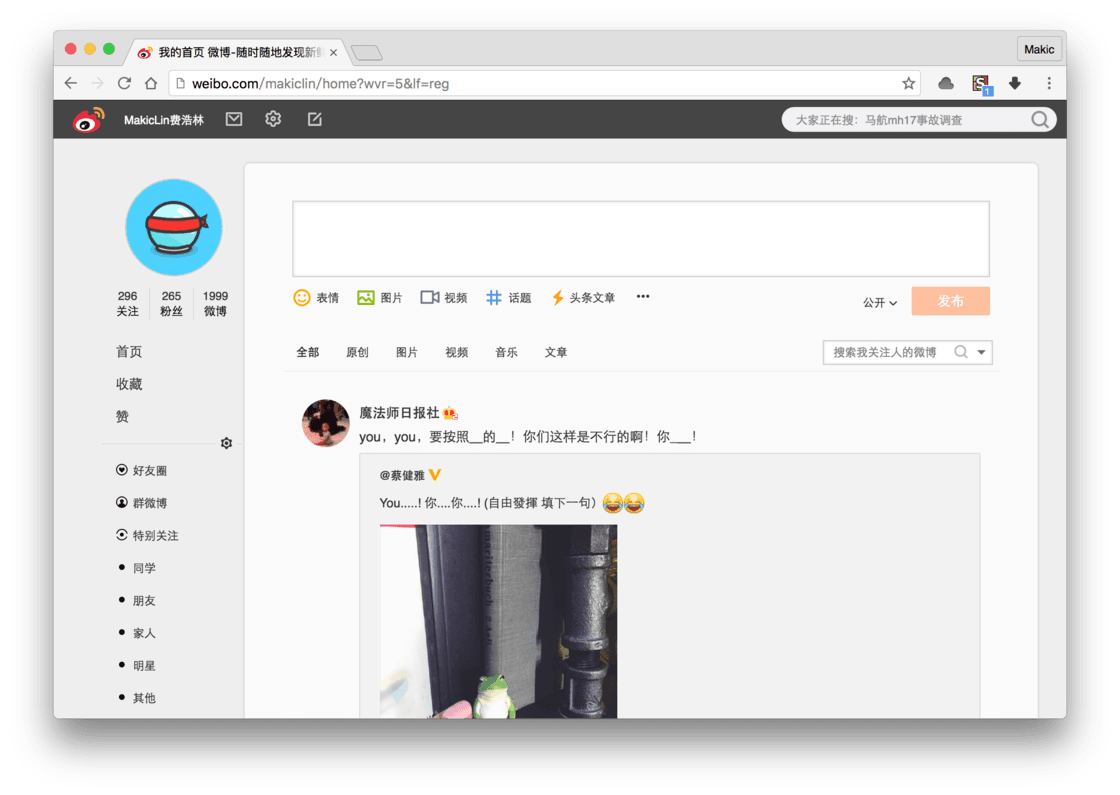 我的首页 微博-随时随地发现新
Makic
weibo.com/makiclin/home?wvr=5&lf=reg
1
MakicLin费浩林
大家正在搜：马航mh17事故调查
296
关注
265
粉丝
1999
微博
首页
收藏
赞
好友圈
群微博
特别关注
同学
朋友
家人
明星
其他
表情
图片
视频
话题
头条文章
公开
发布
全部
原创
图片
视频
音乐
文章
搜索我关注人的微博
魔法师日报社
you，you，要按照__的__！你们这样是不行的啊！你___！
@蔡健雅
You.....! 你....你....! (自由發揮 填下一句）